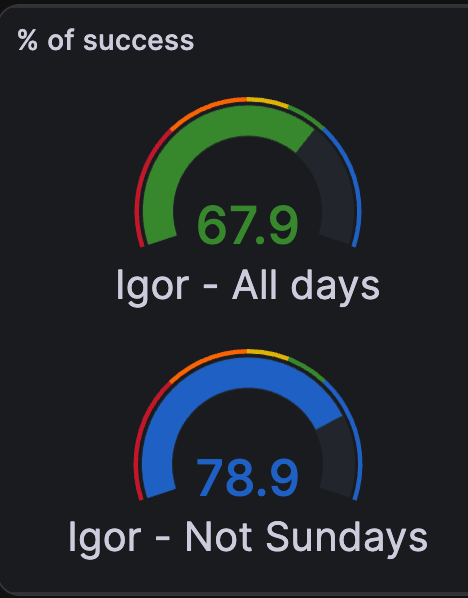 % of success
67.9
Igor - All days
78.9
Igor - Not Sundays